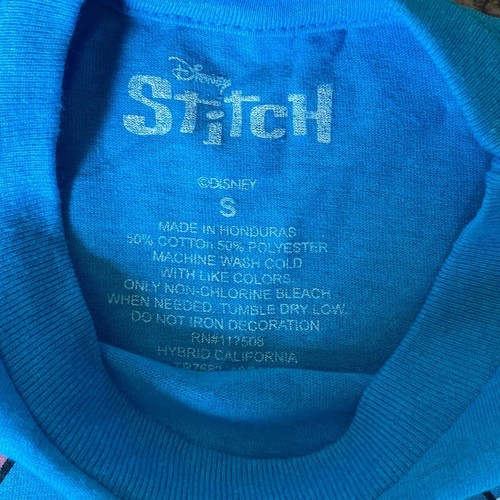 Disney
Stitch
©DISNEY
S
MADE IN HONDURAS
50% COTTON 50% POLYESTER
MACHINE WASH COLD
WITH LIKE COLORS.
ONLY NON-CHLORINE BLEACH
WHEN NEEDED. TUMBLE DRY LOW.
DO NOT IRON DECORATION
RN#117508
HYBRID CALIFORNIA